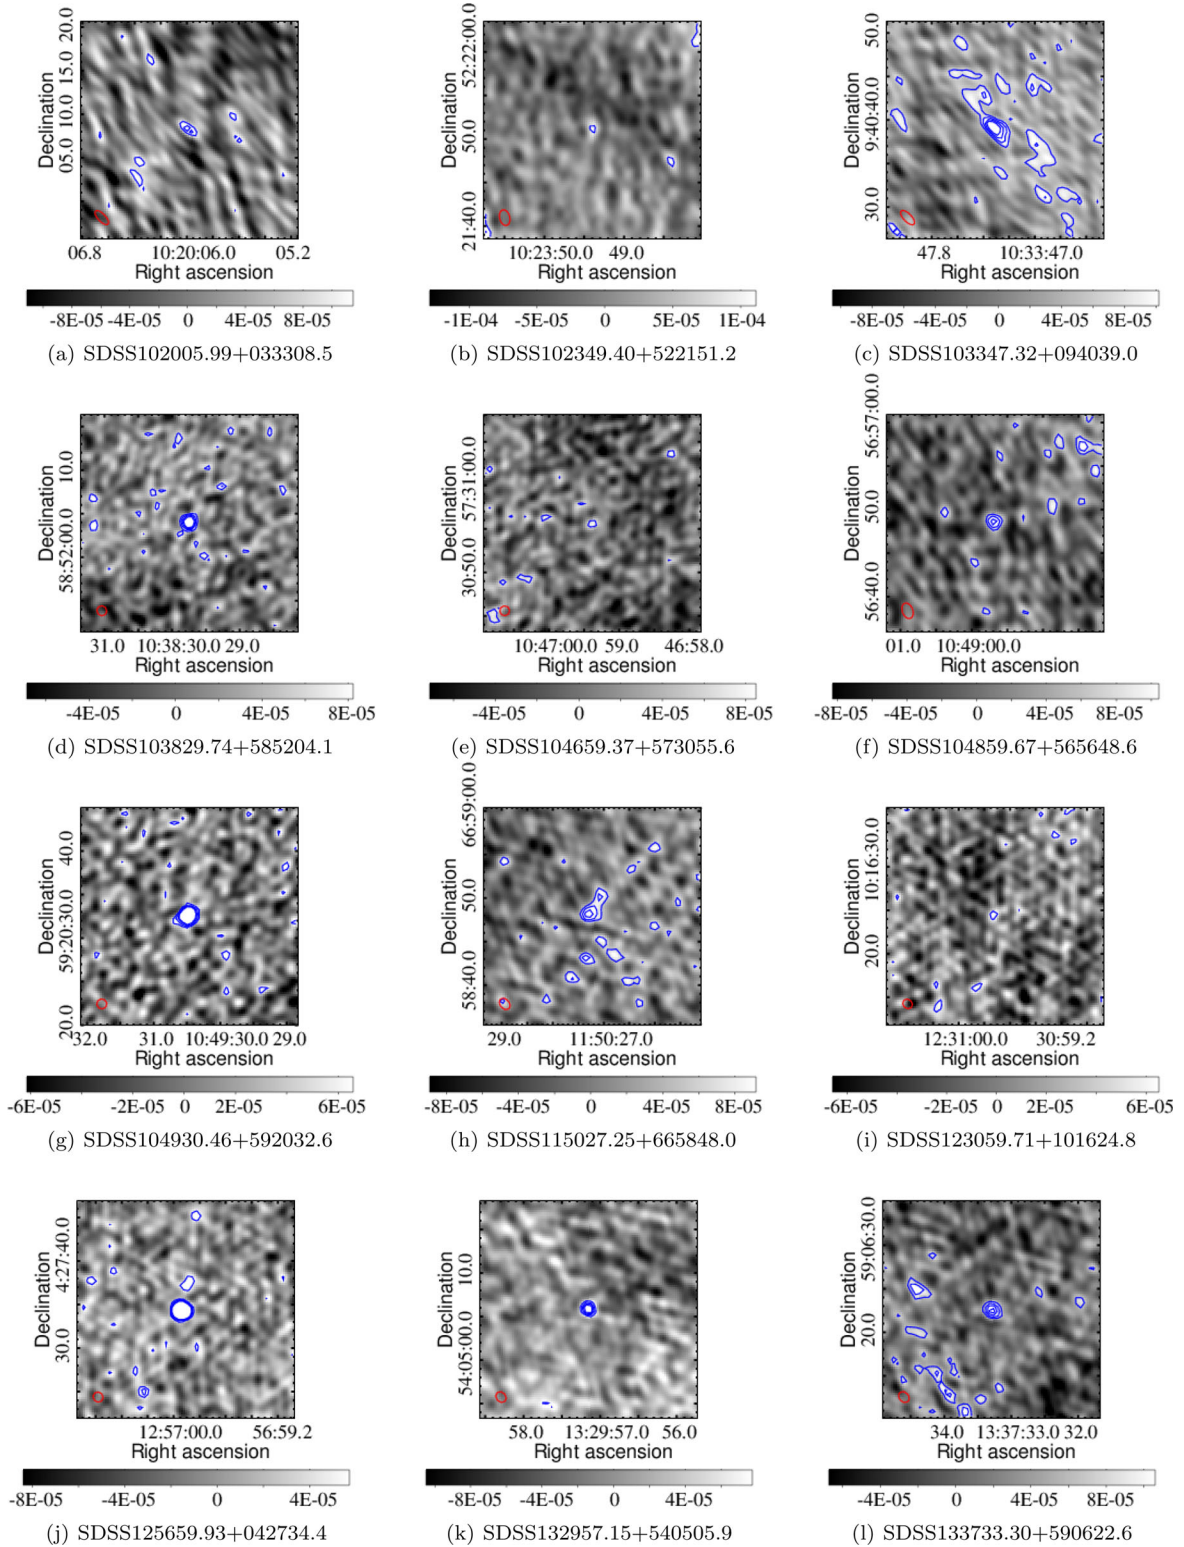 Declination
20.0
15.0
10.0
05.0
06.8 10:20:06.0 05.2
Right ascension
-8E-05 -4E-05 0 4E-05 8E-05
(a) SDSS102005.99+033308.5
Declination
52:22:00.0
50.0
21:40.0
10:23:50.0 49.0
Right ascension
-1E-04 -5E-05 0 5E-05 1E-04
(b) SDSS102349.40+522151.2
Declination
50.0
9:40:40.0
30.0
47.8 10:33:47.0
Right ascension
-8E-05 -4E-05 0 4E-05 8E-05
(c) SDSS103347.32+094039.0
Declination
10.0
58:52:00.0
31.0 10:38:30.0 29.0
Right ascension
-4E-05 0 4E-05 8E-05
(d) SDSS103829.74+585204.1
Declination
57:31:00.0
30:50.0
10:47:00.0 59.0 46:58.0
Right ascension
-4E-05 0 4E-05 8E-05
(e) SDSS104659.37+573055.6
Declination
56:57:00.0
50.0
56:40.0
01.0 10:49:00.0
Right ascension
-8E-05 -4E-05 0 4E-05 8E-05
(f) SDSS104859.67+565648.6
Declination
40.0
59:20:30.0
20.0
32.0 31.0 10:49:30.0 29.0
Right ascension
-6E-05 -2E-05 0 2E-05 6E-05
(g) SDSS104930.46+592032.6
Declination
66:59:00.0
50.0
58:40.0
29.0 11:50:27.0
Right ascension
-8E-05 -4E-05 0 4E-05 8E-05
(h) SDSS115027.25+665848.0
Declination
10:16:30.0
20.0
12:31:00.0 30:59.2
Right ascension
-6E-05 -2E-05 0 2E-05 6E-05
(i) SDSS123059.71+101624.8
Declination
4:27:40.0
30.0
12:57:00.0 56:59.2
Right ascension
-8E-05 -4E-05 0 4E-05
(j) SDSS125659.93+042734.4
Declination
10.0
54:05:00.0
58.0 13:29:57.0 56.0
Right ascension
-8E-05 -4E-05 0 4E-05
(k) SDSS132957.15+540505.9
Declination
59:06:30.0
20.0
34.0 13:37:33.0 32.0
Right ascension
-4E-05 0 4E-05 8E-05
(l) SDSS133733.30+590622.6